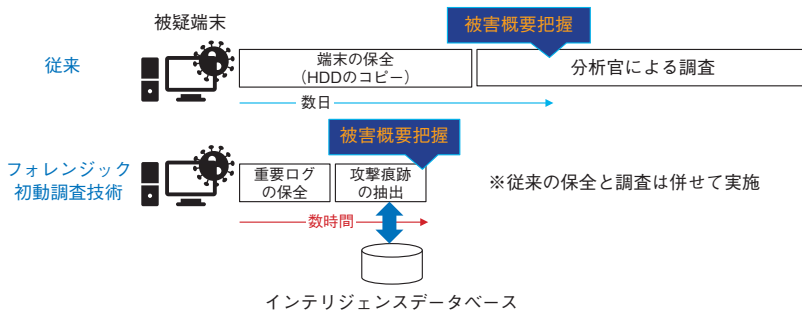 被疑端末
被害概要把握
従来
端末の保全
（HDDのコピー）
分析官による調査
数日
被害概要把握
フォレンジック
初動調査技術
重要ログ
の保全
攻撃痕跡
の抽出
※従来の保全と調査は併せて実施
数時間
インテリジェンスデータベース